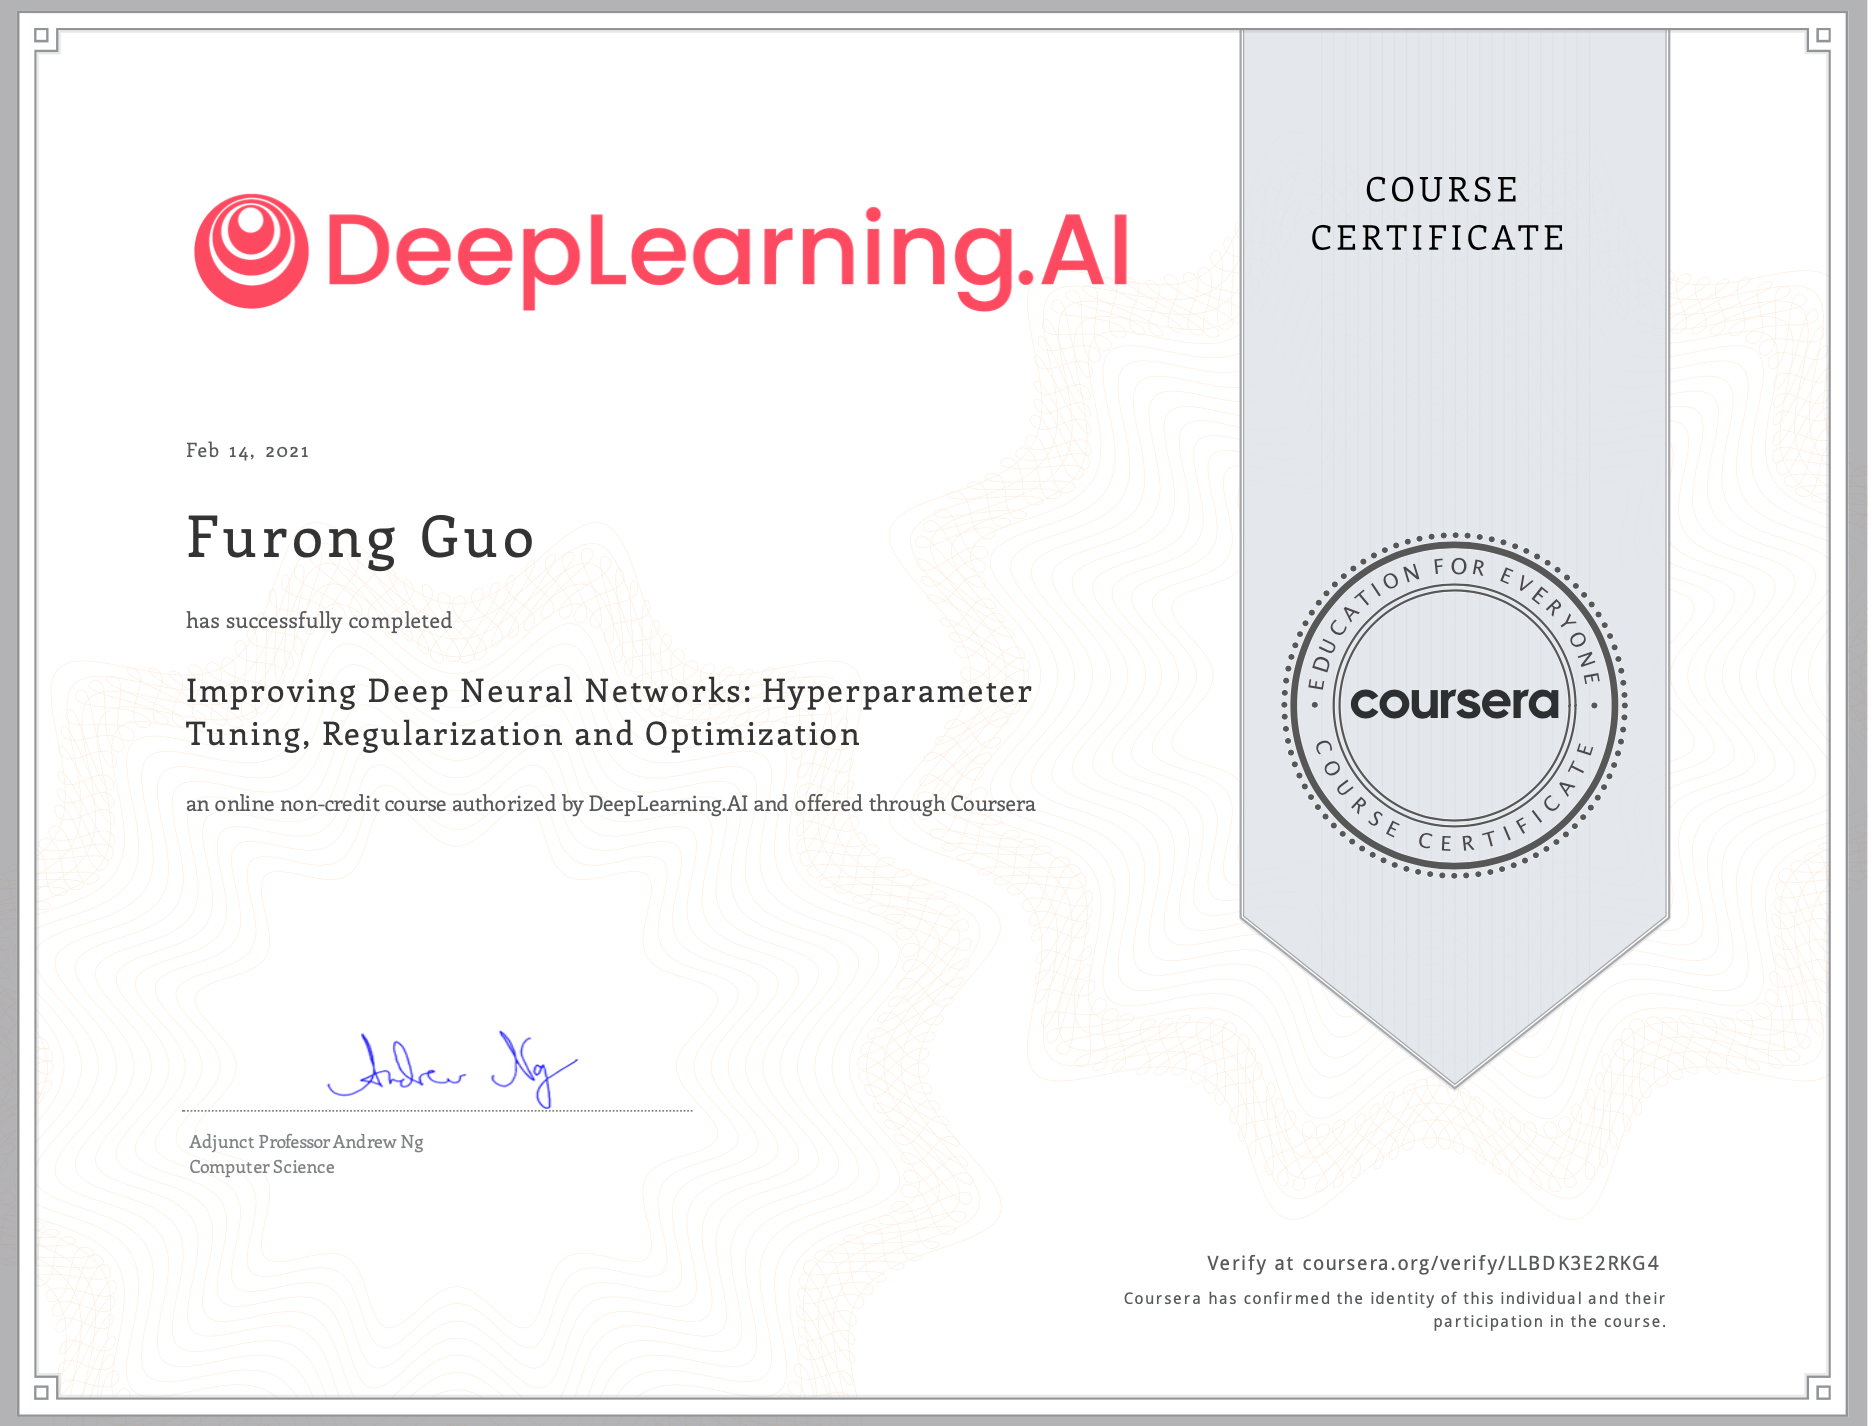 DeepLearning.AI
COURSE
CERTIFICATE
Feb 14, 2021
Furong Guo
has successfully completed
Improving Deep Neural Networks: Hyperparameter
Tuning, Regularization and Optimization
an online non-credit course authorized by DeepLearning.AI and offered through Coursera
EDUCATION FOR EVERYONE
coursera
COURSE CERTIFICATE
Andrew Ng
Adjunct Professor Andrew Ng
Computer Science
Verify at coursera.org/verify/LLBDK3E2RKG4
Coursera has confirmed the identity of this individual and their
participation in the course.